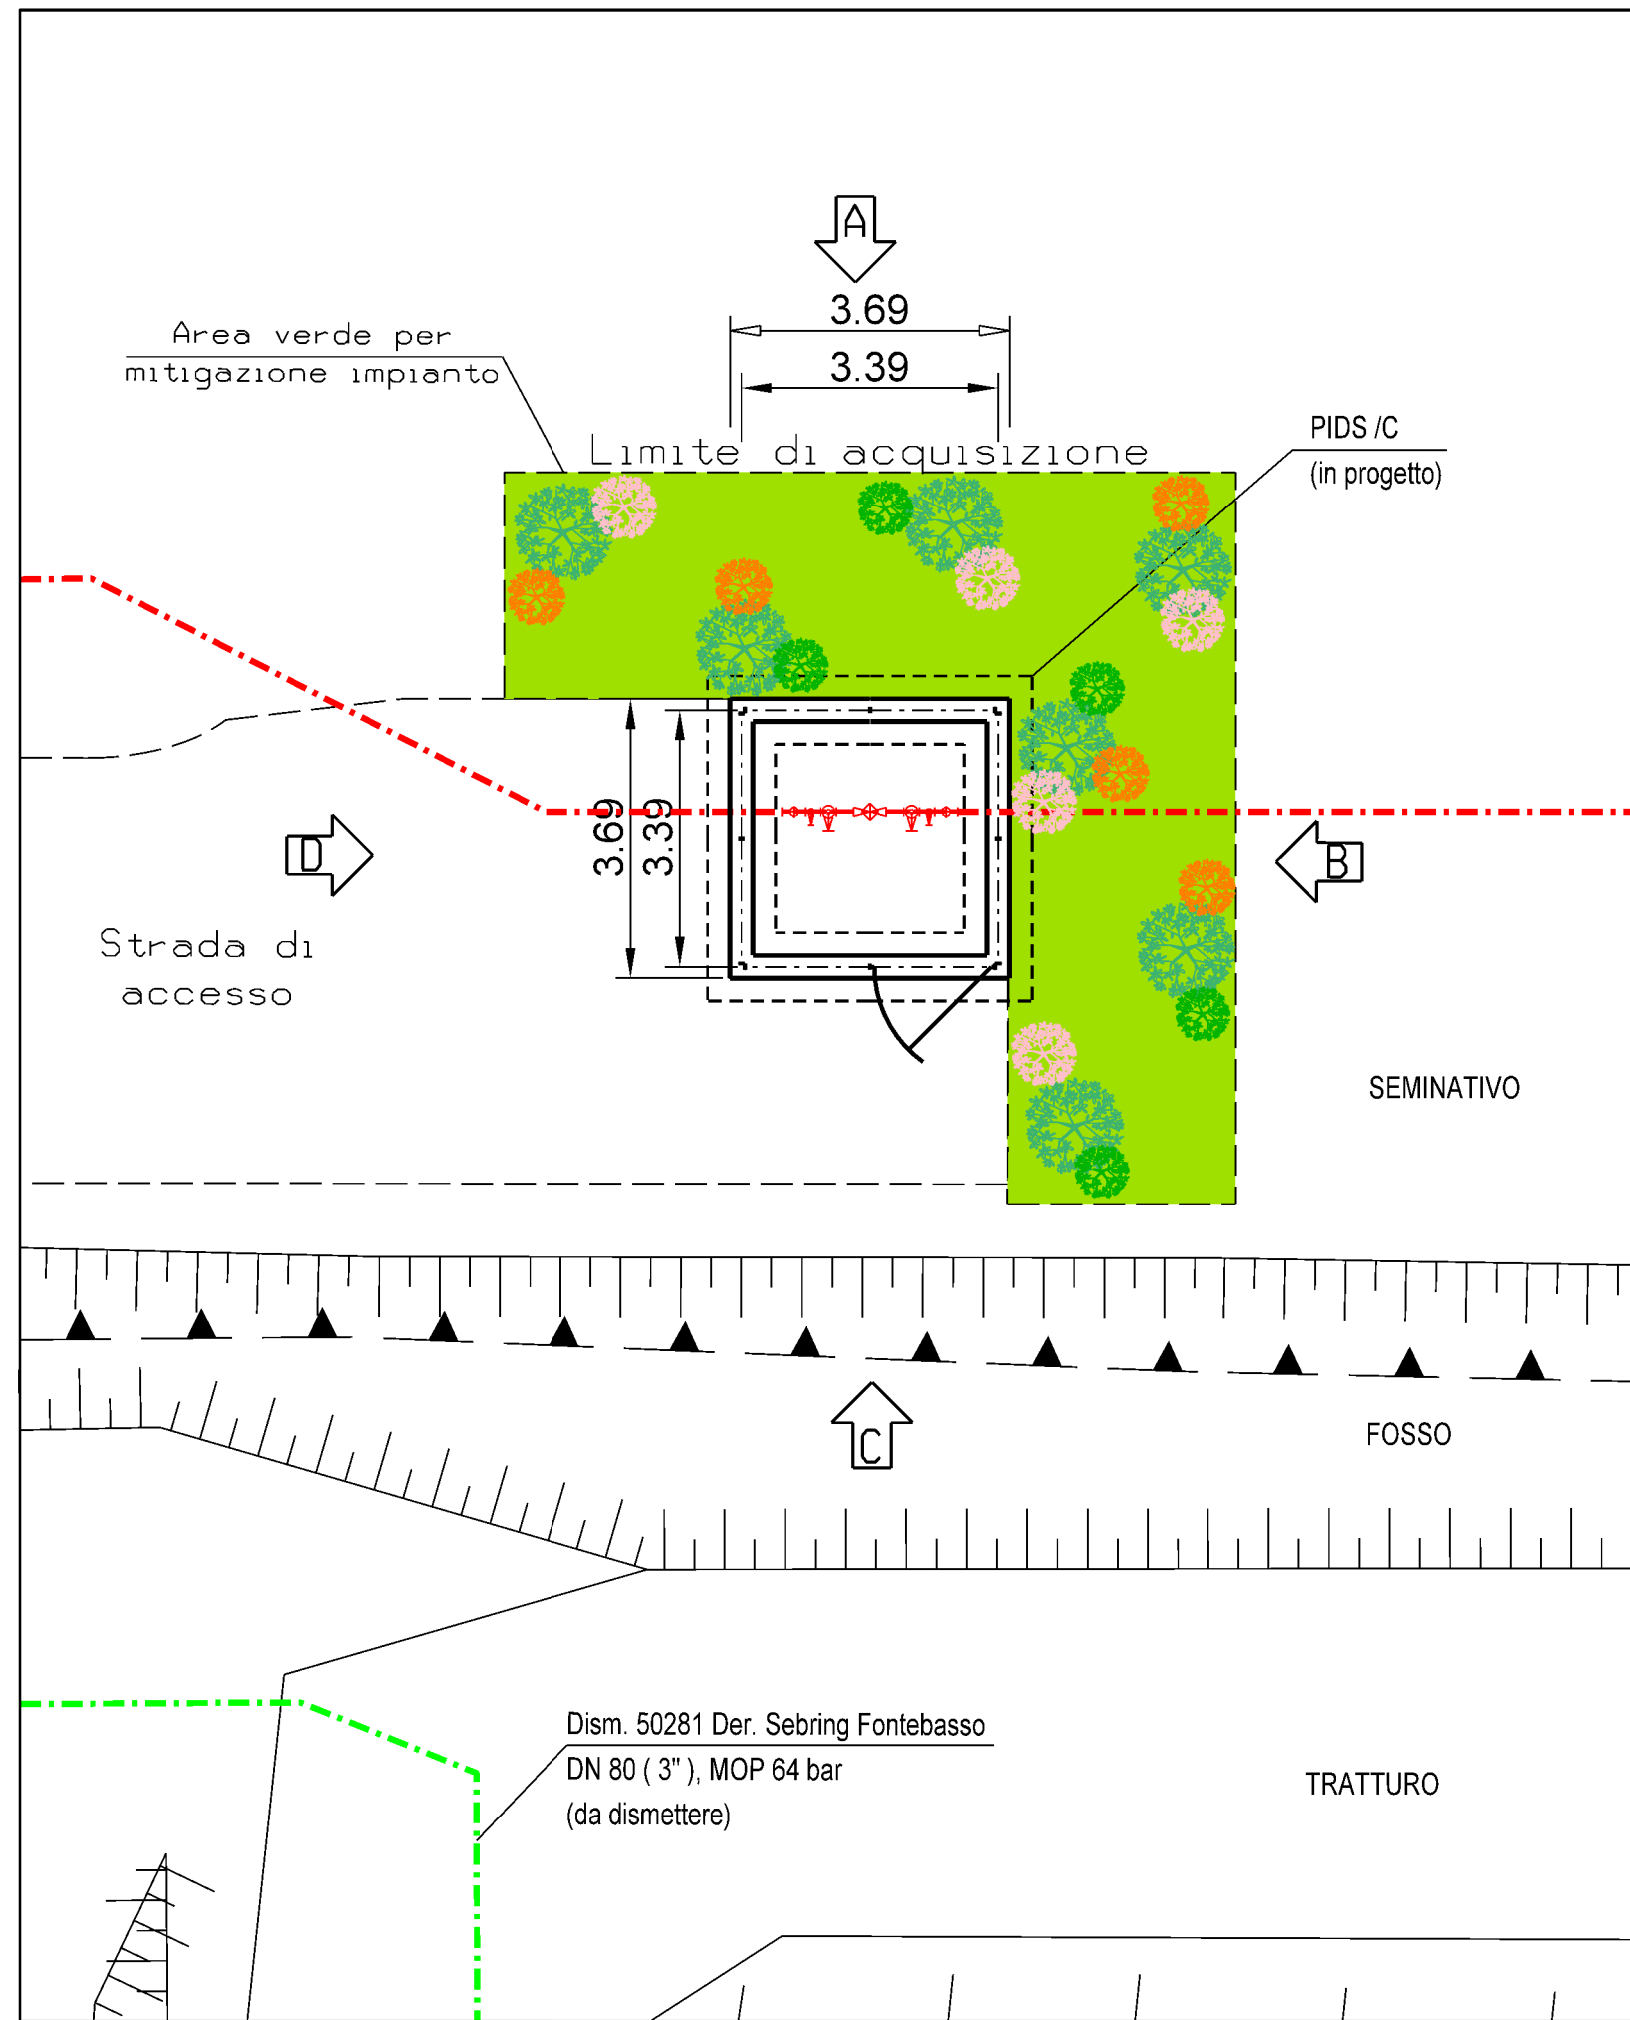 A
3.69
3.39
Area verde per
mitigazione impianto
Limite di acquisizione
PIDS /C
(in progetto)
3.69
3.39
D
B
Strada di
accesso
SEMINATIVO
C
FOSSO
Dism. 50281 Der. Sebring Fontebasso
DN 80 ( 3" ), MOP 64 bar
(da dismettere)
TRATTURO